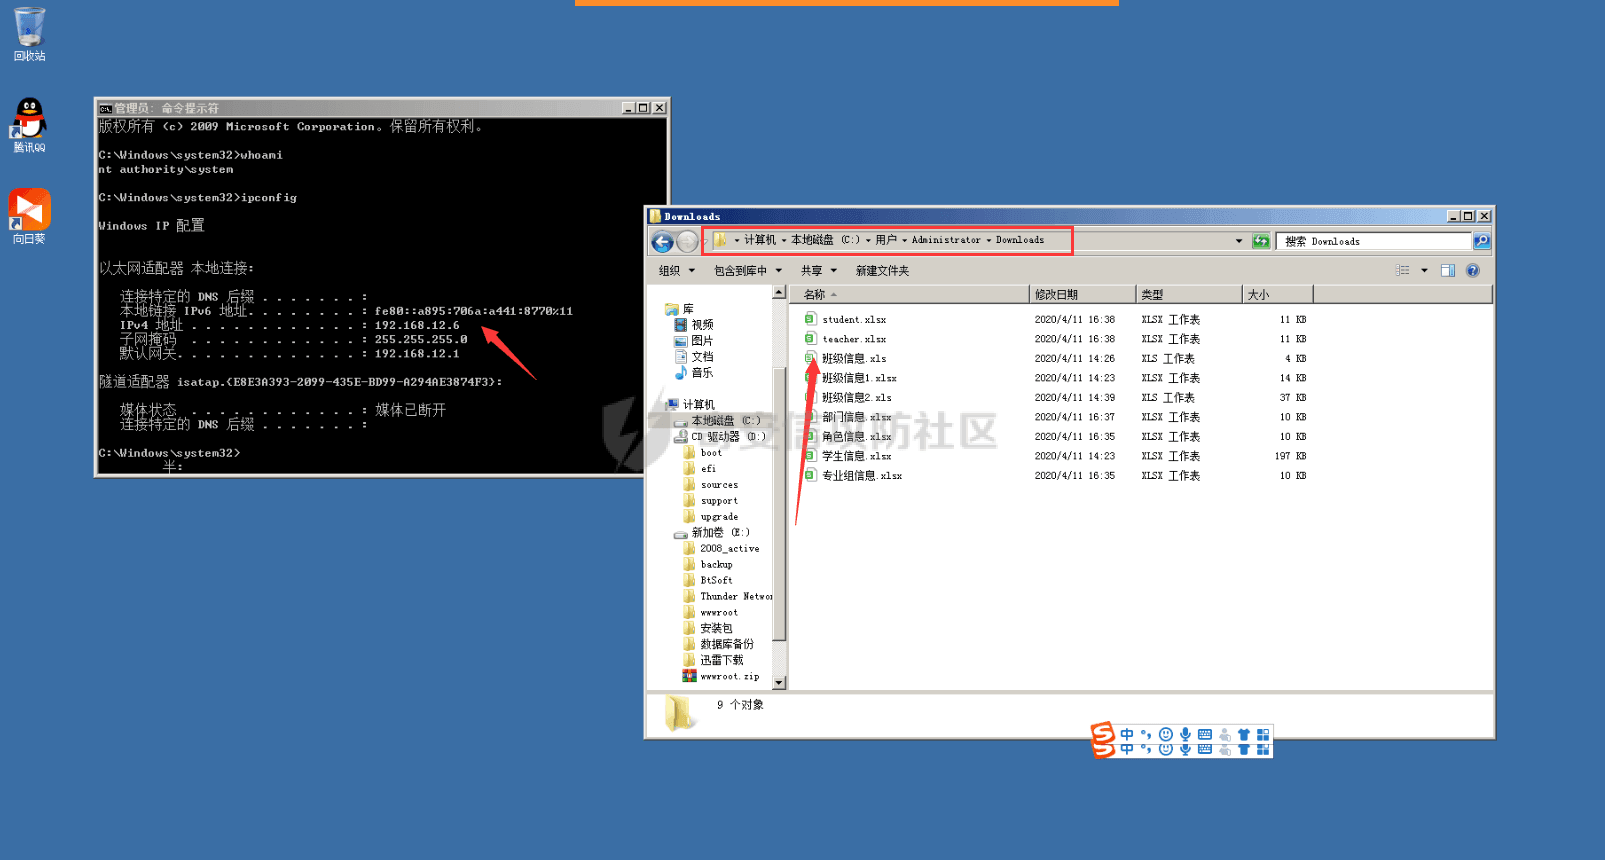 回收站
腾讯QQ
向日葵
管理员: 命令提示符
版权所有 (c) 2009 Microsoft Corporation。保留所有权利。
C:\Windows\system32>whoami
nt authority\system
C:\Windows\system32>ipconfig
Windows IP 配置
以太网适配器 本地连接:
连接特定的 DNS 后缀 . . . . . . . :
本地链接 IPv6 地址. . . . . . . . : fe80::a895:706a:a441:8770%11
IPv4 地址 . . . . . . . . . . . . : 192.168.12.6
子网掩码 . . . . . . . . . . . . : 255.255.255.0
默认网关. . . . . . . . . . . . . : 192.168.12.1
隧道适配器 isatap.{E8E3A393-2099-435E-BD99-A294AE3874F3}:
媒体状态 . . . . . . . . . . . . : 媒体已断开
连接特定的 DNS 后缀 . . . . . . . :
C:\Windows\system32>
半:
Downloads
计算机 本地磁盘 (C:) 用户 Administrator Downloads
搜索 Downloads
组织 包含到库中 共享 新建文件夹
库
视频
图片
文档
音乐
计算机
本地磁盘 (C:)
CD 驱动器 (D:)
boot
efi
sources
support
upgrade
新加卷 (E:)
2008_active
backup
BtSoft
Thunder Networ
wwwroot
安装包
数据库备份
迅雷下载
wwwroot.zip
名称 修改日期 类型 大小
student.xlsx 2020/4/11 16:38 XLSX 工作表 11 KB
teacher.xlsx 2020/4/11 16:38 XLSX 工作表 11 KB
班级信息.xls 2020/4/11 14:26 XLS 工作表 4 KB
班级信息1.xlsx 2020/4/11 14:23 XLSX 工作表 14 KB
班级信息2.xls 2020/4/11 14:39 XLS 工作表 37 KB
部门信息.xlsx 2020/4/11 16:37 XLSX 工作表 10 KB
角色信息.xlsx 2020/4/11 16:35 XLSX 工作表 10 KB
学生信息.xlsx 2020/4/11 14:23 XLSX 工作表 197 KB
专业组信息.xlsx 2020/4/11 16:35 XLSX 工作表 10 KB
安信攻防社区
9 个对象
中
中